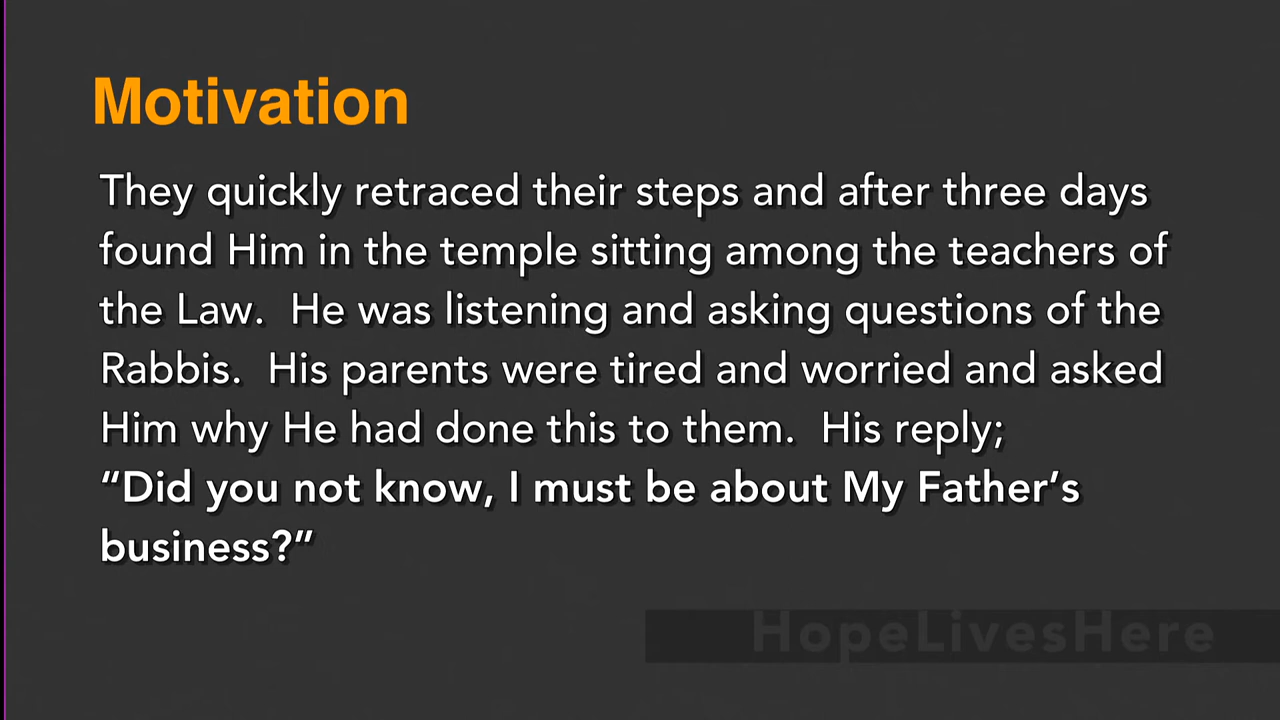 Motivation
They quickly retraced their steps and after three days
found Him in the temple sitting among the teachers of
the Law.  He was listening and asking questions of the
Rabbis.  His parents were tired and worried and asked
Him why He had done this to them.  His reply;
“Did you not know, I must be about My Father’s
business?”
HopeLivesHere